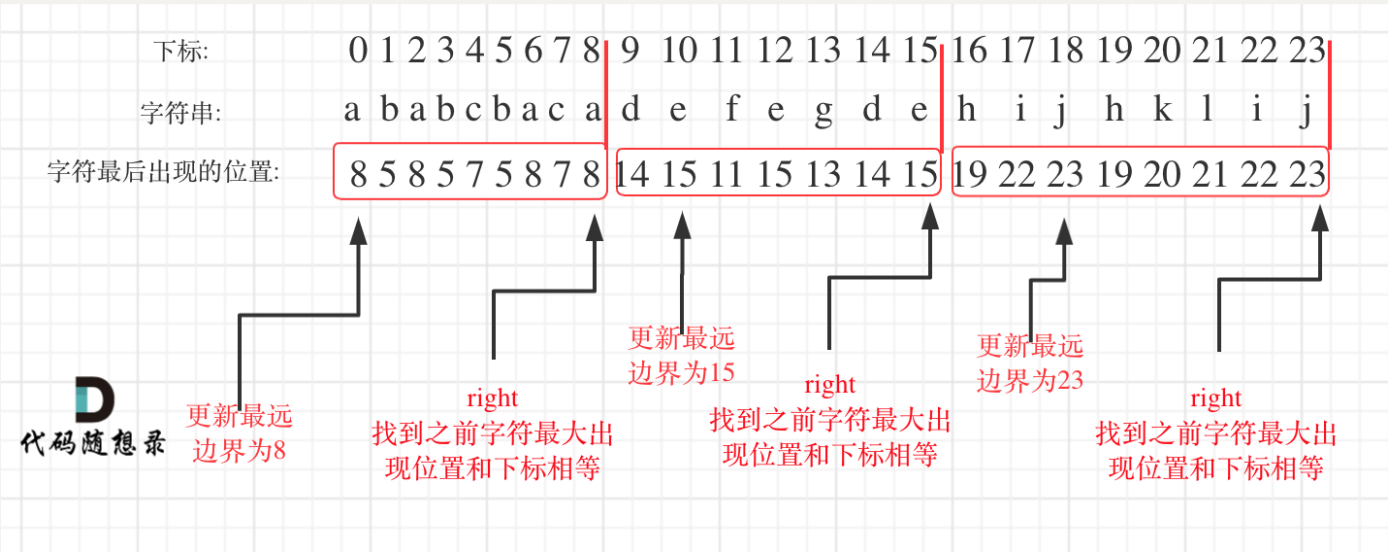 下标: 0 1 2 3 4 5 6 7 8 9 10 11 12 13 14 15 16 17 18 19 20 21 22 23
字符串: a b a b c b a c a d e f e g d e h i j h k l i j
字符最后出现的位置: 8 5 8 5 7 5 8 7 8 14 15 11 15 13 14 15 19 22 23 19 20 21 22 23
代码随想录
更新最远
边界为8
right
找到之前字符最大出
现位置和下标相等
更新最远
边界为15
right
找到之前字符最大出
现位置和下标相等
更新最远
边界为23
right
找到之前字符最大出
现位置和下标相等